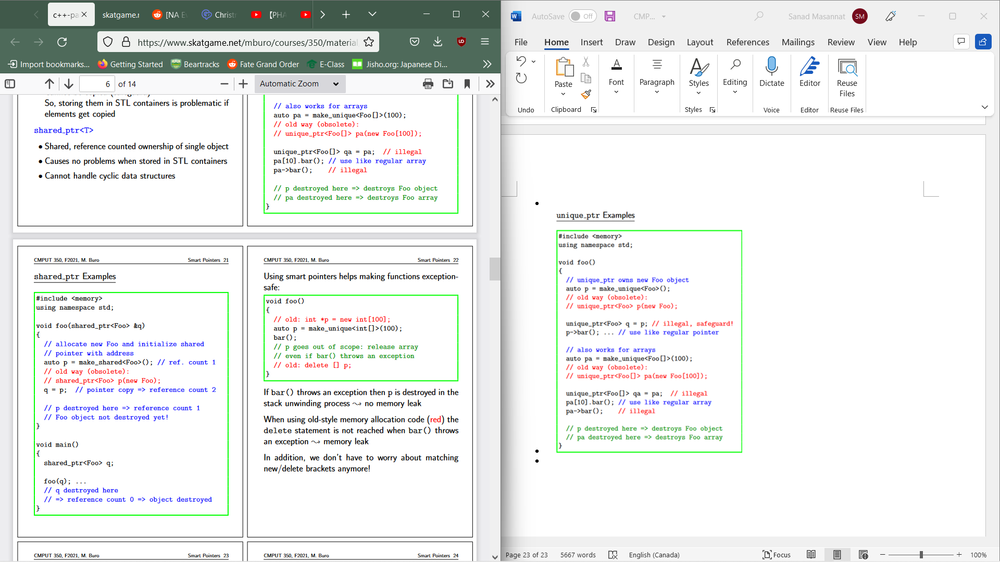 c++-pa
skatgame.r
[NA E
Christ
[PHA
https://www.skatgame.net/mburo/courses/350/material
Import bookmarks...
Getting Started
Beartracks
Fate Grand Order
E-Class
Jisho.org: Japanese Di...
6 of 14
Automatic Zoom
So, storing them in STL containers is problematic if
elements get copied
shared_ptr<T>
• Shared, reference counted ownership of single object
• Causes no problems when stored in STL containers
• Cannot handle cyclic data structures
// also works for arrays
auto pa = make_unique<Foo[]>(100);
// old way (obsolete):
// unique_ptr<Foo[]> pa(new Foo[100]);
unique_ptr<Foo[]> qa = pa;  // illegal
pa[10].bar(); // use like regular array
pa->bar();    // illegal
// p destroyed here => destroys Foo object
// pa destroyed here => destroys Foo array
}
CMPUT 350, F2021, M. Buro
Smart Pointers 21
shared_ptr Examples
#include <memory>
using namespace std;
void foo(shared_ptr<Foo> &q)
{
// allocate new Foo and initialize shared
// pointer with address
auto p = make_shared<Foo>(); // ref. count 1
// old way (obsolete):
// shared_ptr<Foo> p(new Foo);
q = p;  // pointer copy => reference count 2
// p destroyed here => reference count 1
// Foo object not destroyed yet!
}
void main()
{
shared_ptr<Foo> q;
foo(q); ...
// q destroyed here
// => reference count 0 => object destroyed
}
CMPUT 350, F2021, M. Buro
Smart Pointers 22
Using smart pointers helps making functions exception-
safe:
void foo()
{
// old: int *p = new int[100];
auto p = make_unique<int[]>(100);
bar();
// p goes out of scope: release array
// even if bar() throws an exception
// old: delete [] p;
}
If bar() throws an exception then p is destroyed in the
stack unwinding process ⤳ no memory leak
When using old-style memory allocation code (red) the
delete statement is not reached when bar() throws
an exception ⤳ memory leak
In addition, we don't have to worry about matching
new/delete brackets anymore!
CMPUT 350, F2021, M. Buro
Smart Pointers 23
CMPUT 350, F2021, M. Buro
Smart Pointers 24
AutoSave
Off
CMP...
Sanad Masannat
SM
File
Home
Insert
Draw
Design
Layout
References
Mailings
Review
View
Help
Paste
Font
Paragraph
Styles
Editing
Dictate
Editor
Reuse
Files
Undo
Clipboard
Styles
Voice
Editor
Reuse Files
unique_ptr Examples
#include <memory>
using namespace std;
void foo()
{
// unique_ptr owns new Foo object
auto p = make_unique<Foo>();
// old way (obsolete):
// unique_ptr<Foo> p(new Foo);
unique_ptr<Foo> q = p; // illegal, safeguard!
p->bar(); ... // use like regular pointer
// also works for arrays
auto pa = make_unique<Foo[]>(100);
// old way (obsolete):
// unique_ptr<Foo[]> pa(new Foo[100]);
unique_ptr<Foo[]> qa = pa;  // illegal
pa[10].bar(); // use like regular array
pa->bar();    // illegal
// p destroyed here => destroys Foo object
// pa destroyed here => destroys Foo array
}
Page 23 of 23
5667 words
English (Canada)
Focus
100%